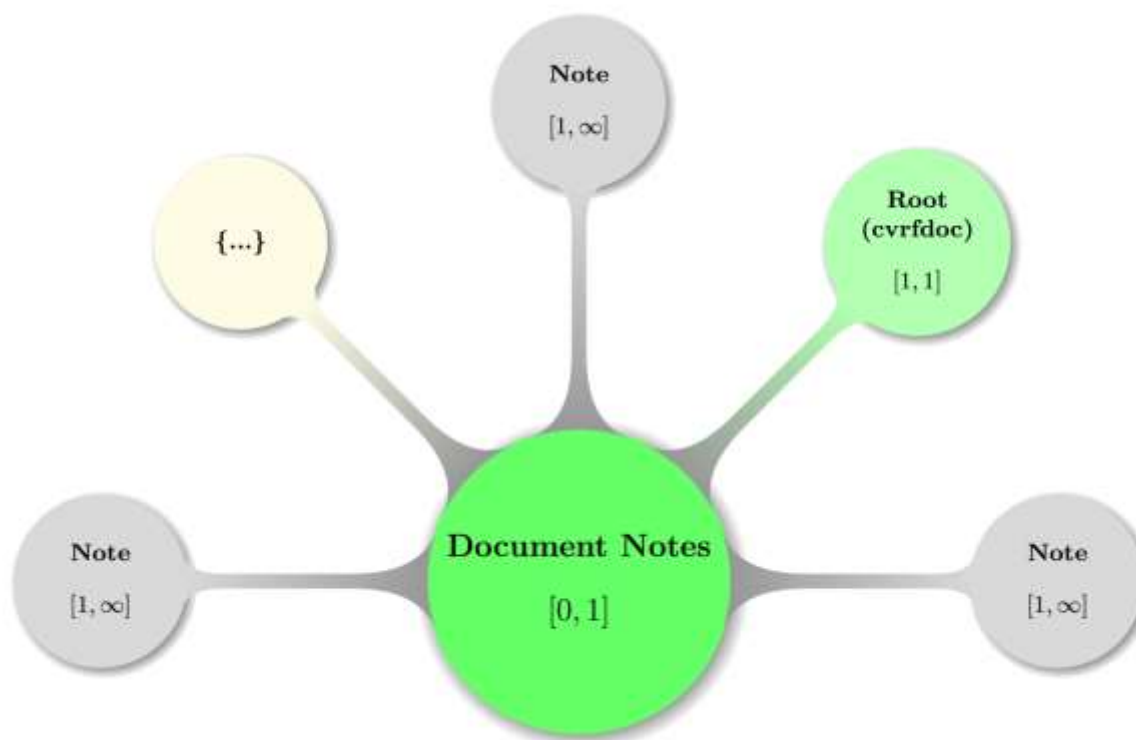 Note
[1, ∞]
{...}
Root
(cvrfdoc)
[1, 1]
Note
[1, ∞]
Document Notes
[0, 1]
Note
[1, ∞]